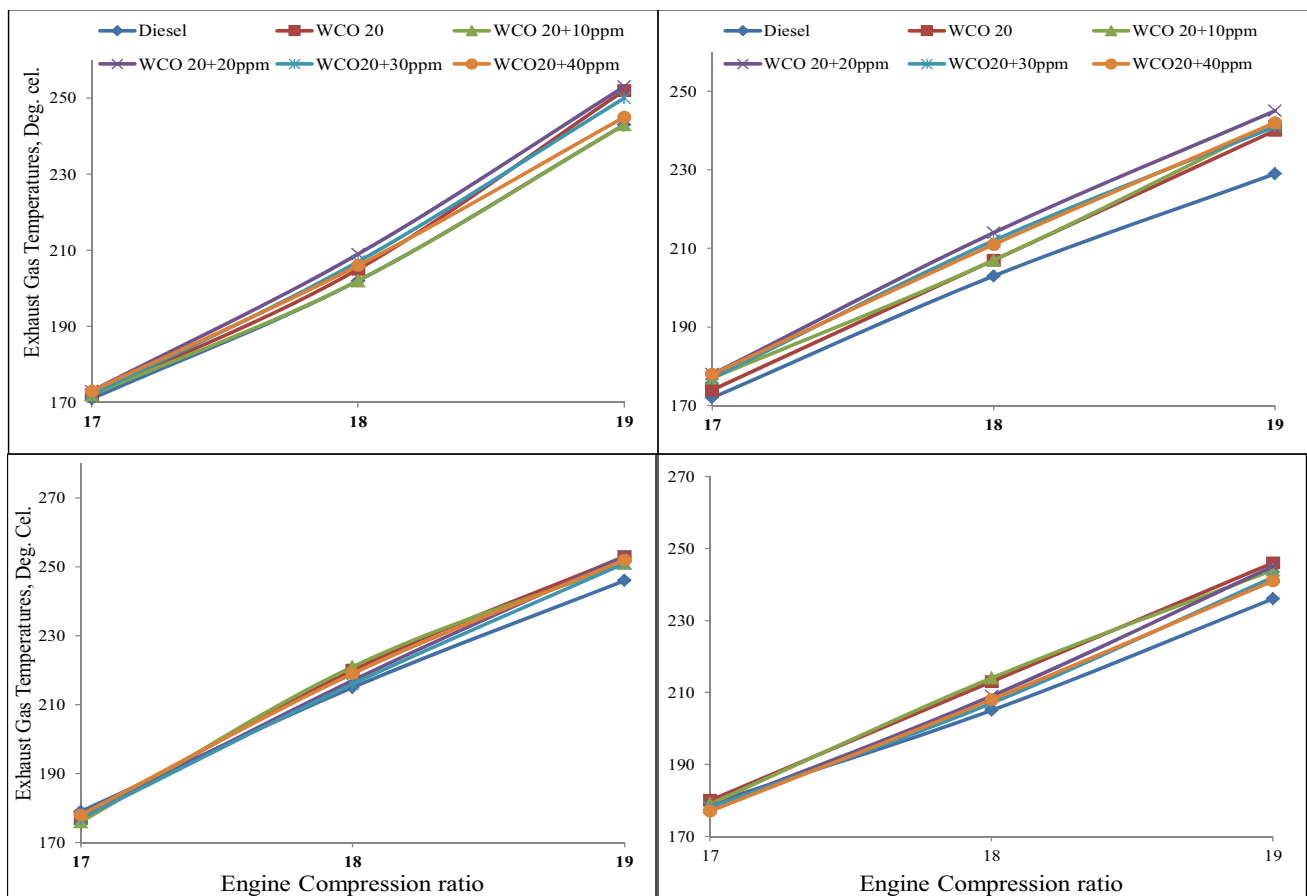 Diesel WCO 20 WCO 20+10ppm
WCO 20+20ppm WCO20+30ppm WCO20+40ppm
Exhaust Gas Temperatures, Deg. cel.
250
230
210
190
170
17 18 19
Diesel WCO 20 WCO 20+10ppm
WCO 20+20ppm WCO20+30ppm WCO20+40ppm
250
230
210
190
170
17 18 19
Exhaust Gas Temperatures, Deg. Cel.
270
250
230
210
190
170
17 18 19
Engine Compression ratio
270
250
230
210
190
170
17 18 19
Engine Compression ratio